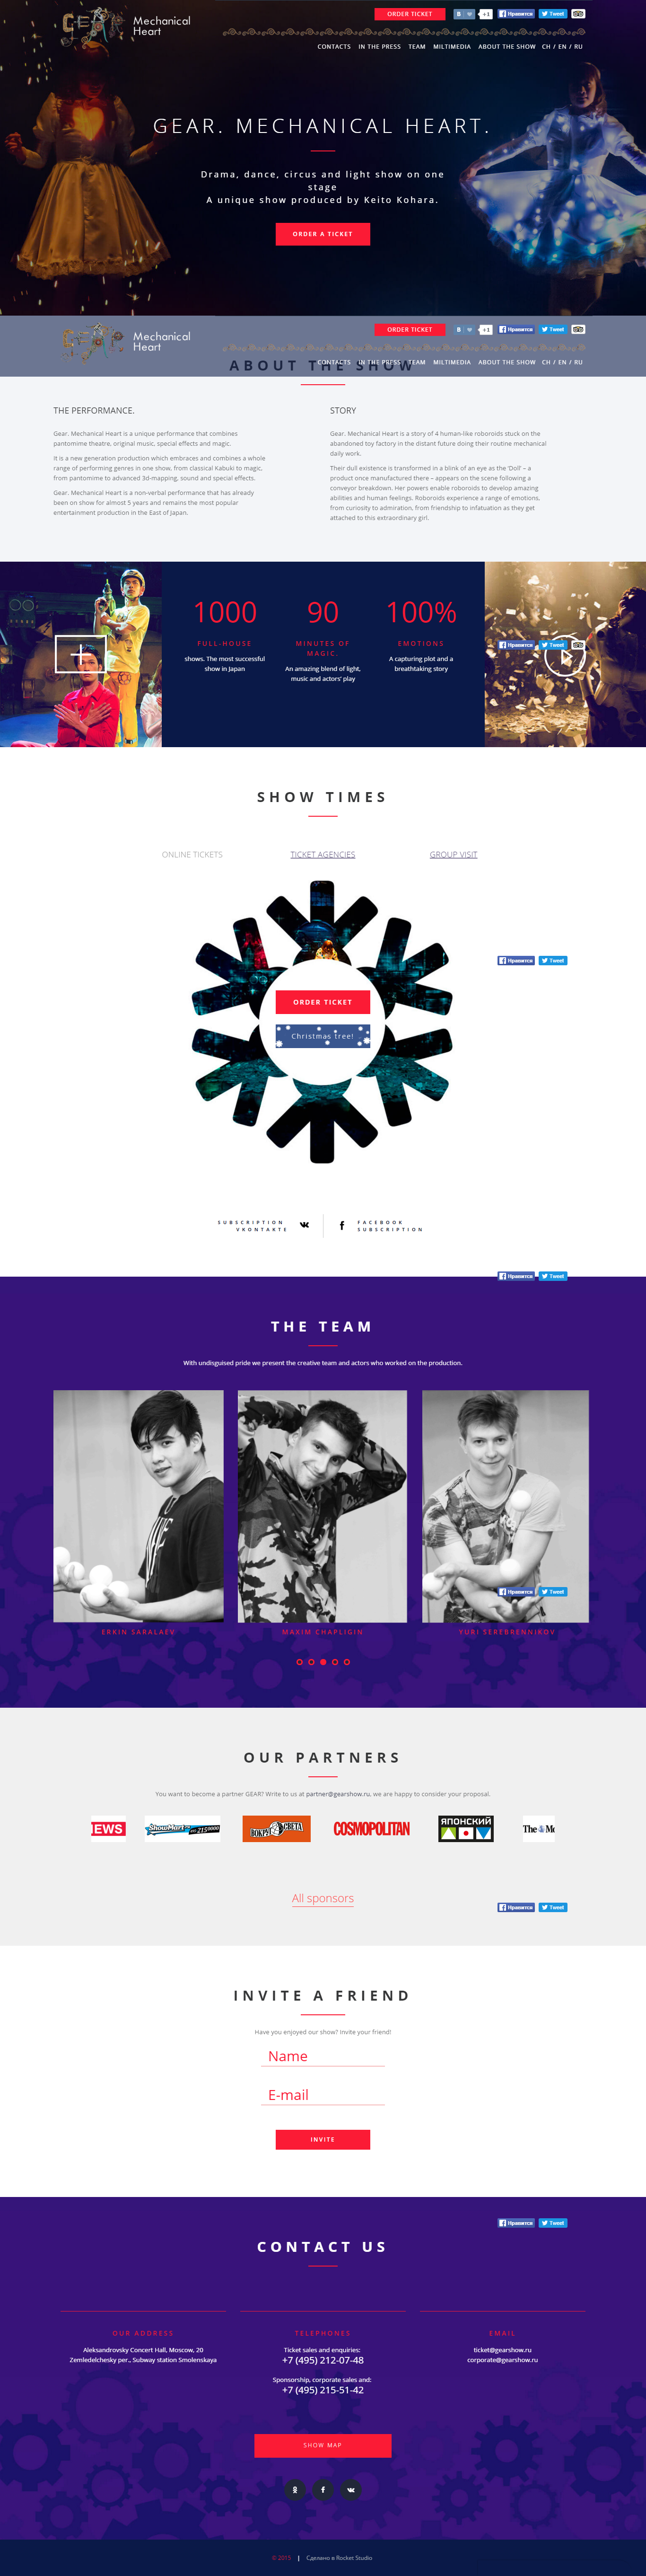 GEAR
Mechanical
Heart
ORDER TICKET
B
+1
Нравится
Tweet
CONTACTS IN THE PRESS TEAM MILTIMEDIA ABOUT THE SHOW CH / EN / RU
GEAR. MECHANICAL HEART.
Drama, dance, circus and light show on one
stage
A unique show produced by Keito Kohara.
ORDER A TICKET
GEAR
Mechanical
Heart
ORDER TICKET
B
+1
Нравится
Tweet
CONTACTS IN THE PRESS TEAM MILTIMEDIA ABOUT THE SHOW CH / EN / RU
ABOUT THE SHOW
THE PERFORMANCE.
Gear. Mechanical Heart is a unique performance that combines
pantomime theatre, original music, special effects and magic.
It is a new generation production which embraces and combines a whole
range of performing genres in one show, from classical Kabuki to magic,
from pantomime to advanced 3d-mapping, sound and special effects.
Gear. Mechanical Heart is a non-verbal performance that has already
been on show for almost 5 years and remains the most popular
entertainment production in the East of Japan.
STORY
Gear. Mechanical Heart is a story of 4 human-like roboroids stuck on the
abandoned toy factory in the distant future doing their routine mechanical
daily work.
Their dull existence is transformed in a blink of an eye as the 'Doll' – a
product once manufactured there – appears on the scene following a
conveyor breakdown. Her powers enable roboroids to develop amazing
abilities and human feelings. Roboroids experience a range of emotions,
from curiosity to admiration, from friendship to infatuation as they get
attached to this extraordinary girl.
1000
FULL-HOUSE
shows. The most successful
show in Japan
90
MINUTES OF
MAGIC.
An amazing blend of light,
music and actors' play
100%
EMOTIONS
A capturing plot and a
breathtaking story
Нравится
Tweet
SHOW TIMES
ONLINE TICKETS
TICKET AGENCIES
GROUP VISIT
Нравится
Tweet
ORDER TICKET
Christmas tree!
SUBSCRIPTION
VKONTAKTE
FACEBOOK
SUBSCRIPTION
Нравится
Tweet
THE TEAM
With undisguised pride we present the creative team and actors who worked on the production.
Нравится
Tweet
ERKIN SARALAEV
MAXIM CHAPLIGIN
YURI SEREBRENNIKOV
OUR PARTNERS
You want to become a partner GEAR? Write to us at partner@gearshow.ru, we are happy to consider your proposal.
EWS
ShowMart
ВОКРУГ СВЕТА
COSMOPOLITAN
ЯПОНСКИЙ
The Mo
All sponsors
Нравится
Tweet
INVITE A FRIEND
Have you enjoyed our show? Invite your friend!
Name
E-mail
INVITE
Нравится
Tweet
CONTACT US
OUR ADDRESS
Aleksandrovsky Concert Hall, Moscow, 20
Zemledelchesky per., Subway station Smolenskaya
TELEPHONES
Ticket sales and enquiries:
+7 (495) 212-07-48
Sponsorship, corporate sales and:
+7 (495) 215-51-42
EMAIL
ticket@gearshow.ru
corporate@gearshow.ru
SHOW MAP
© 2015 | Сделано в Rocket Studio